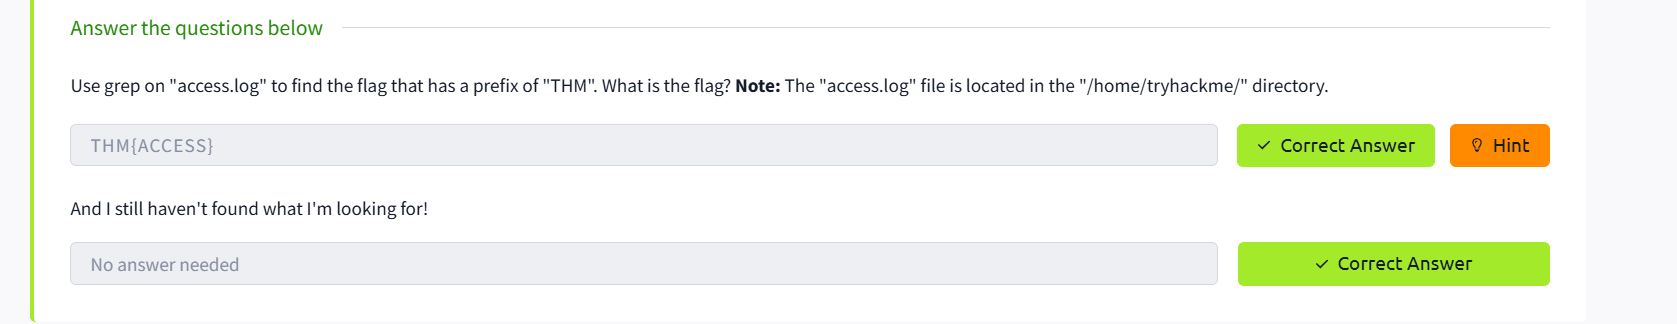 Answer the questions below
Use grep on "access.log" to find the flag that has a prefix of "THM". What is the flag? Note: The "access.log" file is located in the "/home/tryhackme/" directory.
THM{ACCESS}
Correct Answer
Hint
And I still haven't found what I'm looking for!
No answer needed
Correct Answer